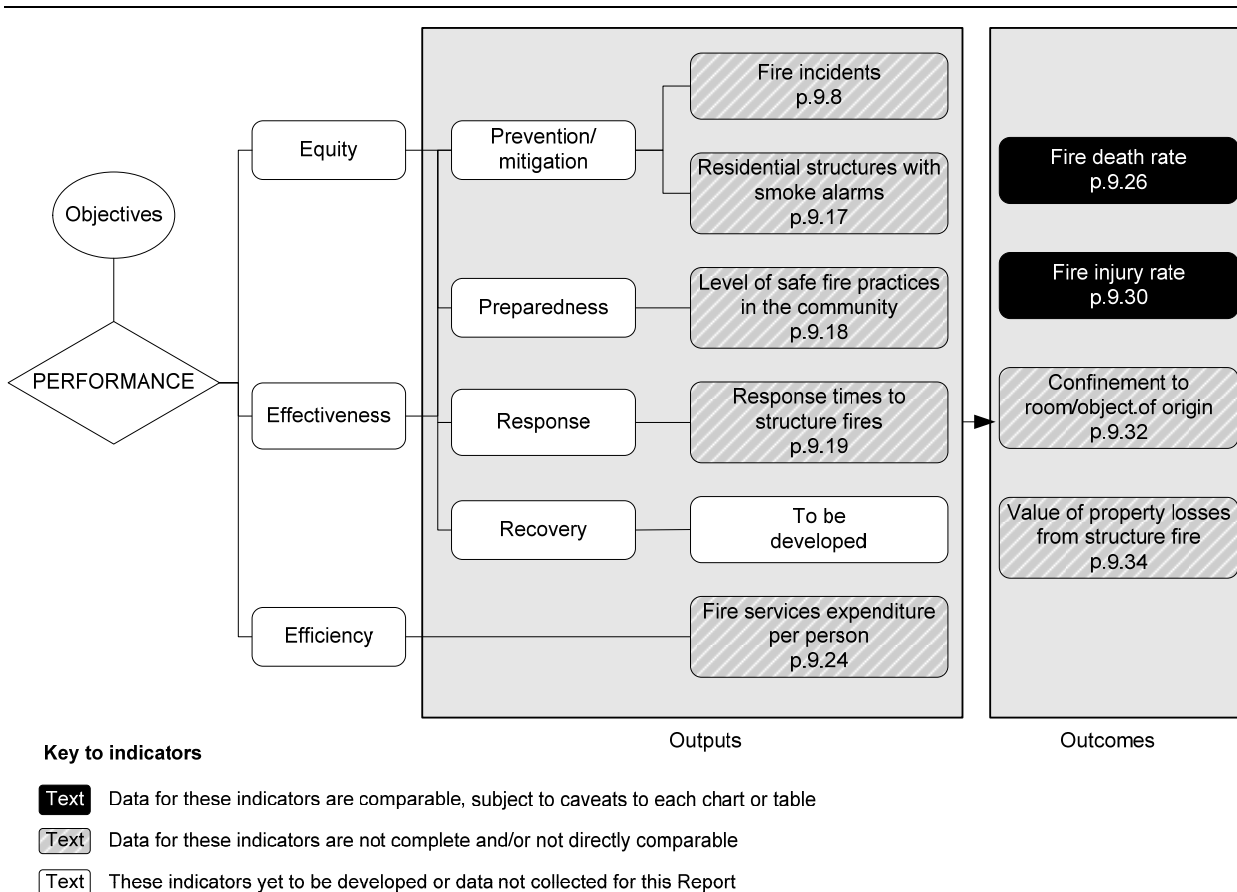 Objectives
PERFORMANCE
Equity
Effectiveness
Efficiency
Prevention/
mitigation
Preparedness
Response
Recovery
Fire incidents
p.9.8
Residential structures with
smoke alarms
p.9.17
Level of safe fire practices
in the community
p.9.18
Response times to
structure fires
p.9.19
To be
developed
Fire services expenditure
per person
p.9.24
Outputs
Fire death rate
p.9.26
Fire injury rate
p.9.30
Confinement to
room/object.of origin
p.9.32
Value of property losses
from structure fire
p.9.34
Outcomes
Key to indicators
Text Data for these indicators are comparable, subject to caveats to each chart or table
Text Data for these indicators are not complete and/or not directly comparable
Text These indicators yet to be developed or data not collected for this Report